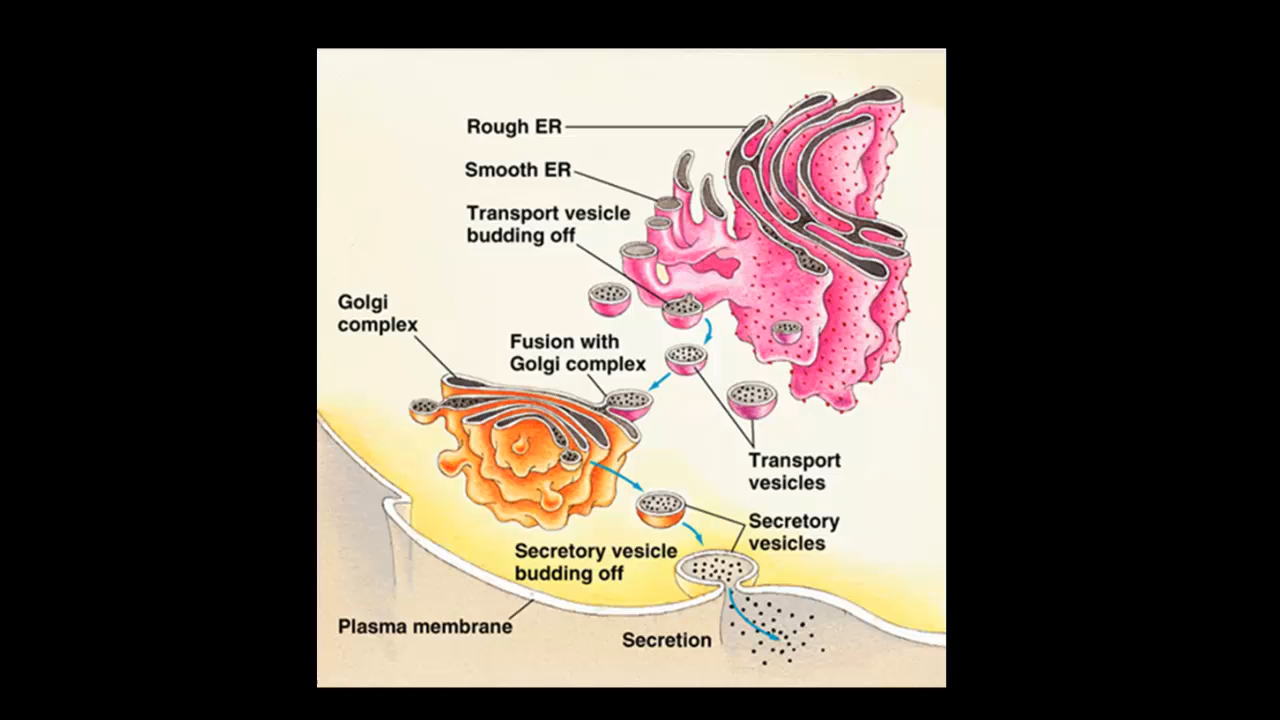 Rough ER
Smooth ER
Transport vesicle
budding off
Golgi
complex
Fusion with
Golgi complex
Transport
vesicles
Secretory
vesicles
Secretory vesicle
budding off
Plasma membrane
Secretion